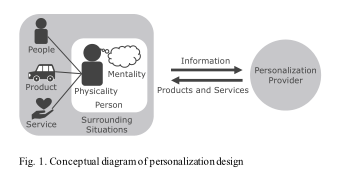 People
Product
Service
Mentality
Physicality
Person
Surrounding
Situations
Information
Products and Services
Personalization
Provider
Fig. 1. Conceptual diagram of personalization design